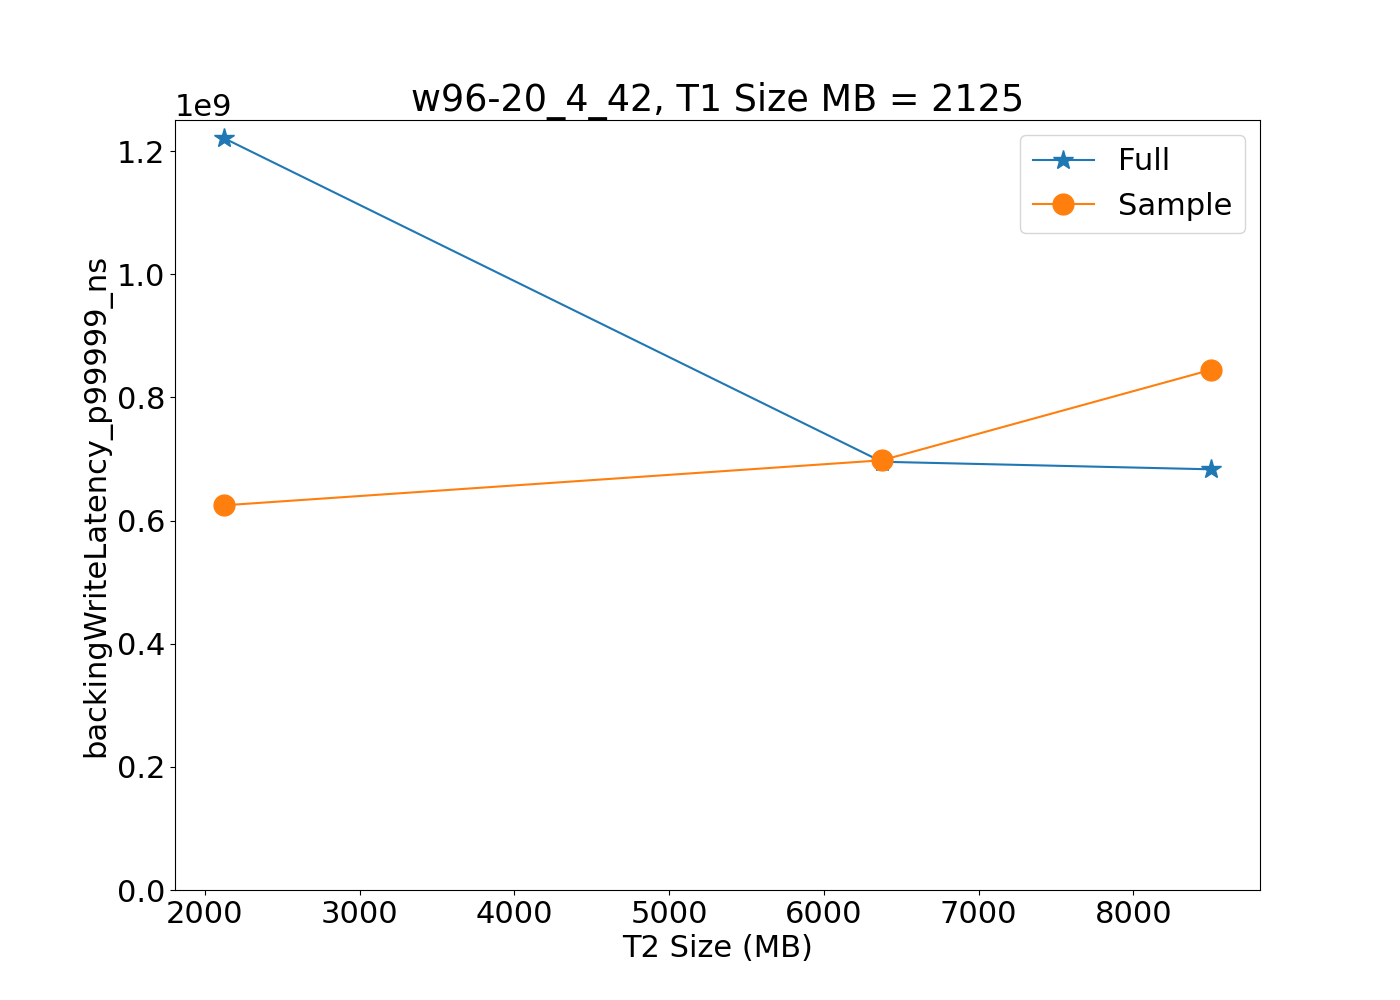 w96-20_4_42, T1 Size MB = 2125
1e9
Full
Sample
1.2
1.0
0.8
0.6
0.4
0.2
0.0
backingWriteLatency_p99999_ns
2000 3000 4000 5000 6000 7000 8000
T2 Size (MB)